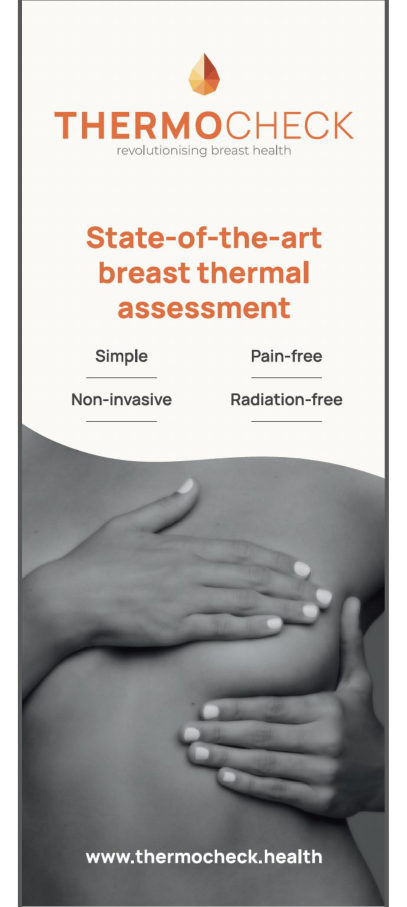 THERMOCHECK
revolutionising breast health
State-of-the-art
breast thermal
assessment
Simple Pain-free
Non-invasive Radiation-free
www.thermocheck.health